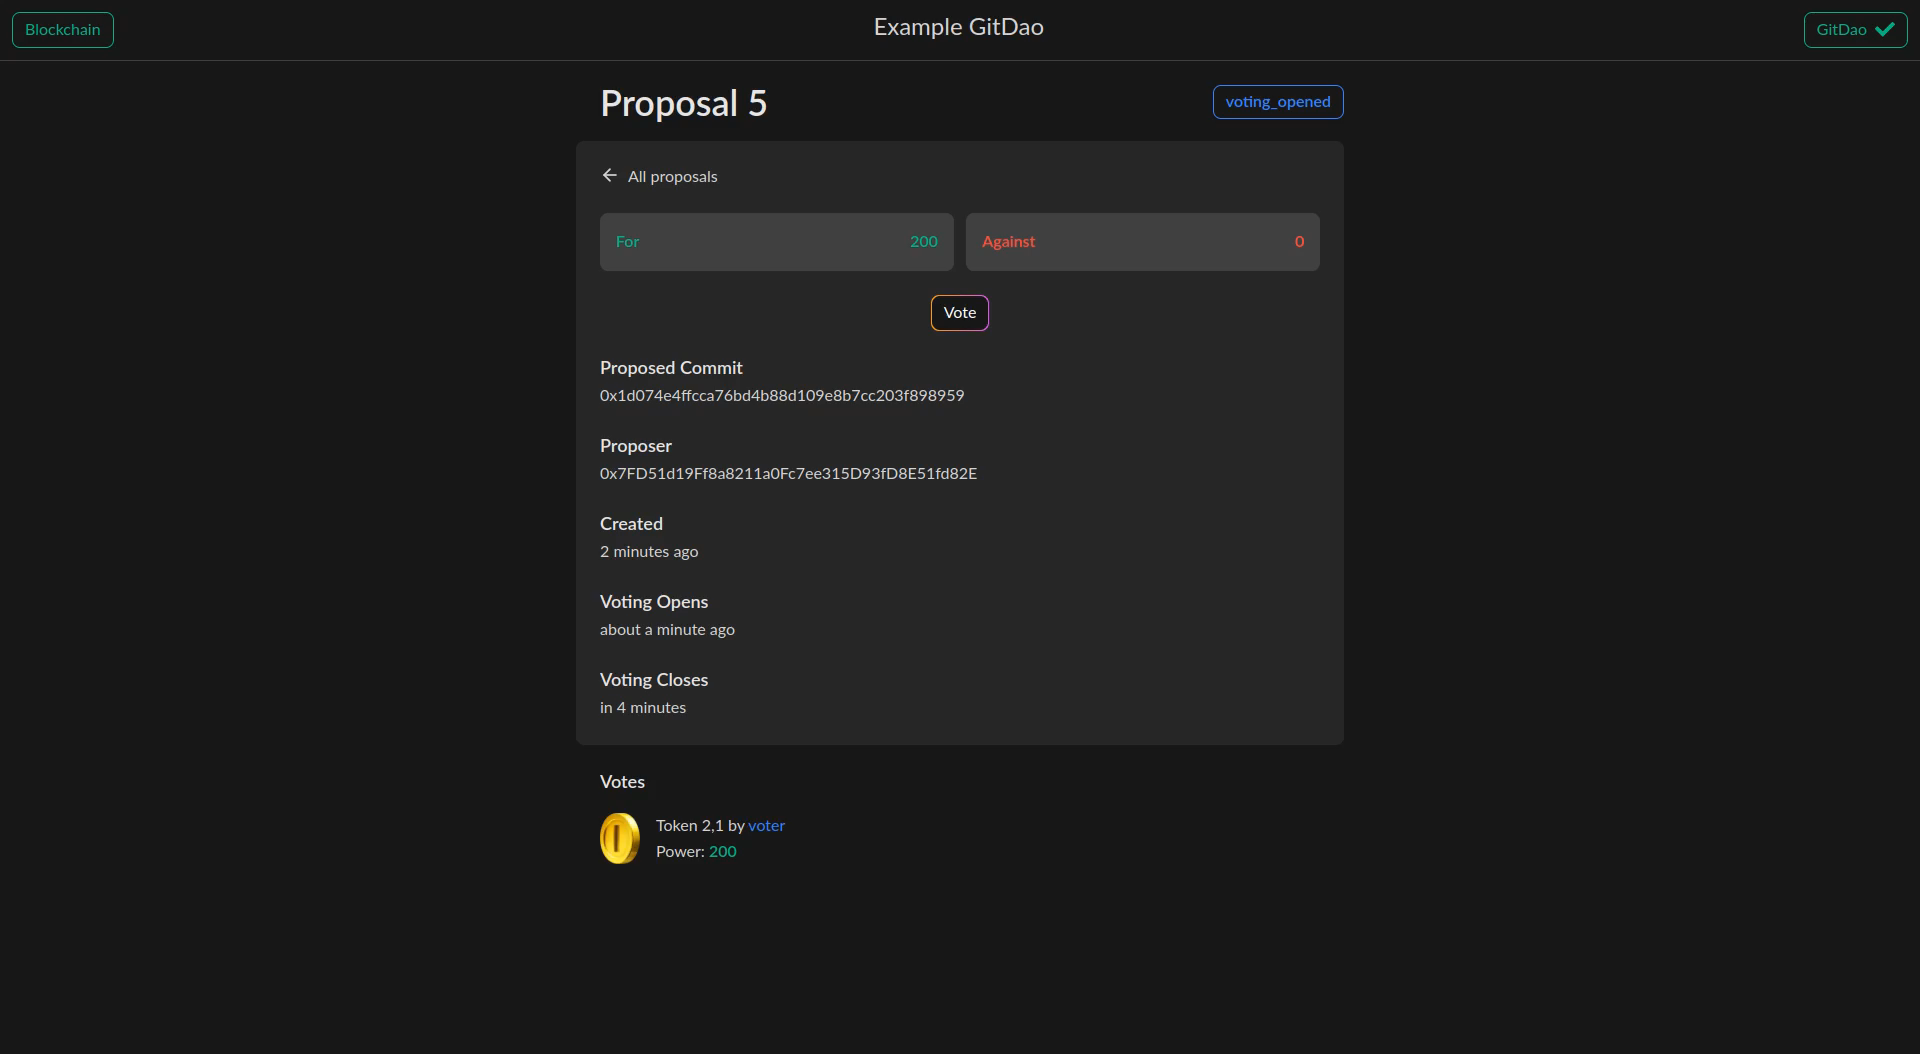 Blockchain
Example GitDao
GitDao
Proposal 5
voting_opened
All proposals
For 200
Against 0
Vote
Proposed Commit
0x1d074e4ffcca76bd4b88d109e8b7cc203f898959
Proposer
0x7FD51d19Ff8a8211a0Fc7ee315D93fD8E51fd82E
Created
2 minutes ago
Voting Opens
about a minute ago
Voting Closes
in 4 minutes
Votes
Token 2,1 by voter
Power: 200